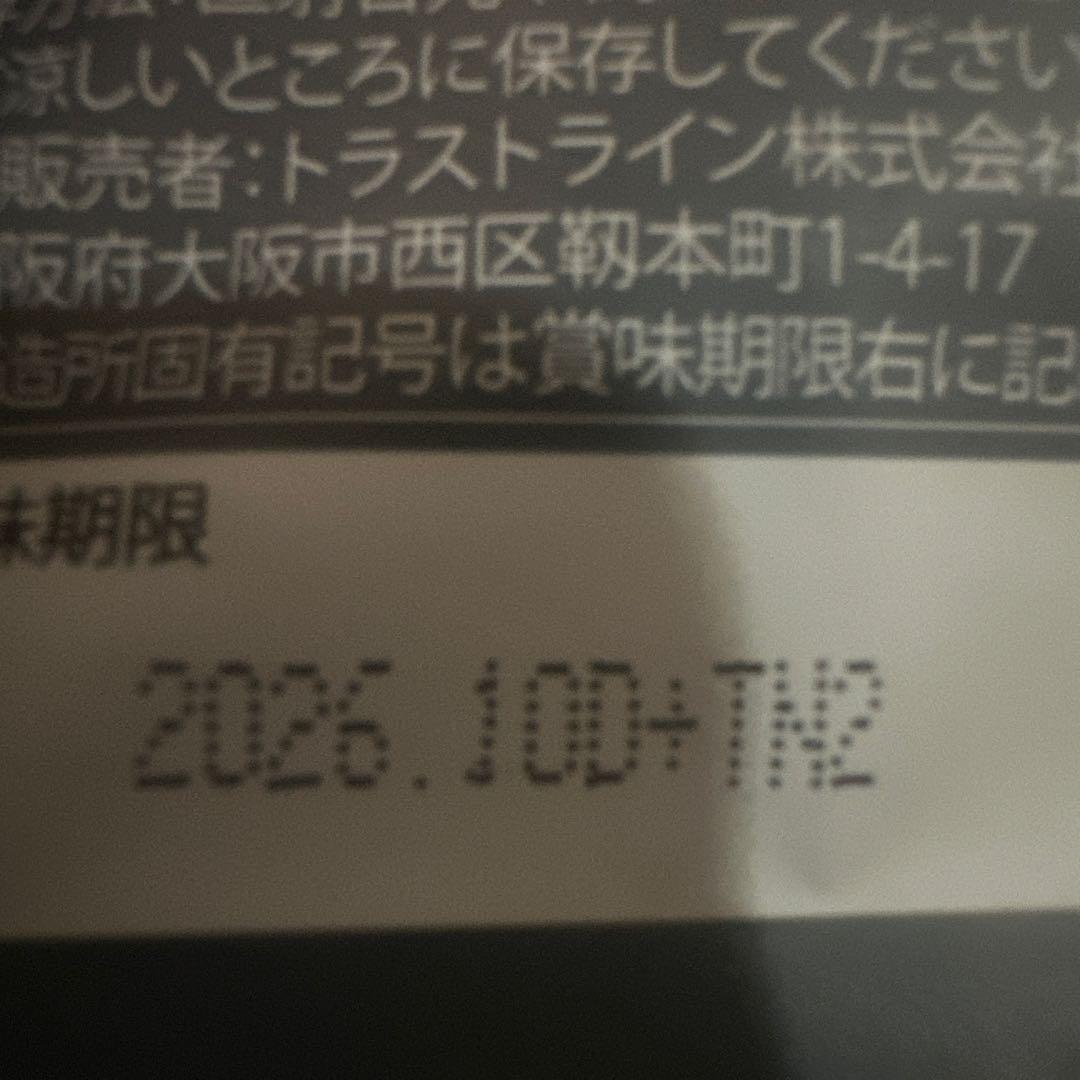 涼しいところに保存してください
販売者:トラストライン株式会社
阪府大阪市西区靱本町1-4-17
造所固有記号は賞味期限右に記
味期限
2026.10D+TN2